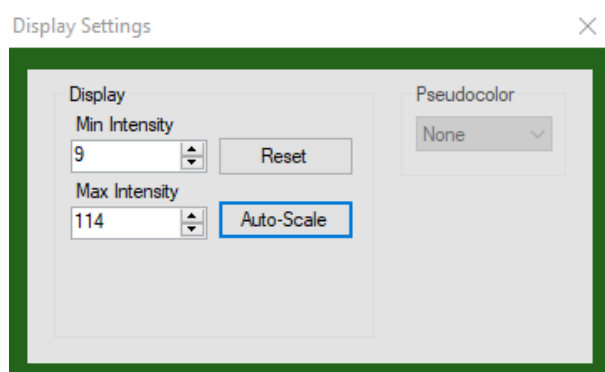 Display Settings
Display
Min Intensity
9
Reset
Max Intensity
114
Auto-Scale
Pseudocolor
None